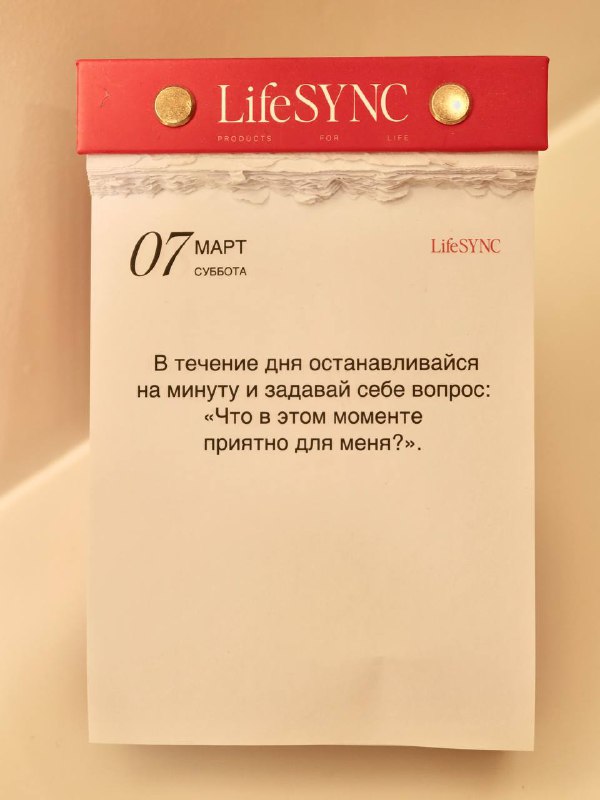 LifeSYNC
PRODUCTS FOR LIFE
07 МАРТ
СУББОТА
LifeSYNC
В течение дня останавливайся
на минуту и задавай себе вопрос:
«Что в этом моменте
приятно для меня?».